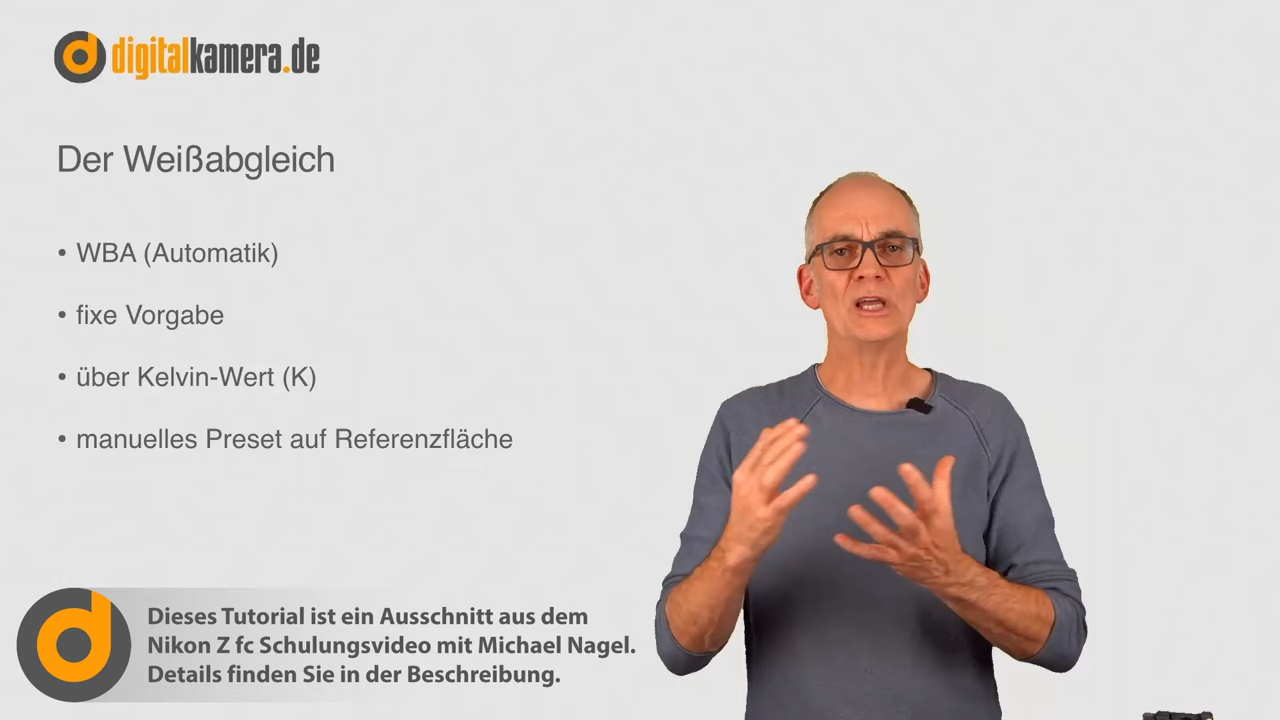 digitalkamera.de
Der Weißabgleich
• WBA (Automatik)
• fixe Vorgabe
• über Kelvin-Wert (K)
• manuelles Preset auf Referenzfläche
Dieses Tutorial ist ein Ausschnitt aus dem
Nikon Z fc Schulungsvideo mit Michael Nagel.
Details finden Sie in der Beschreibung.